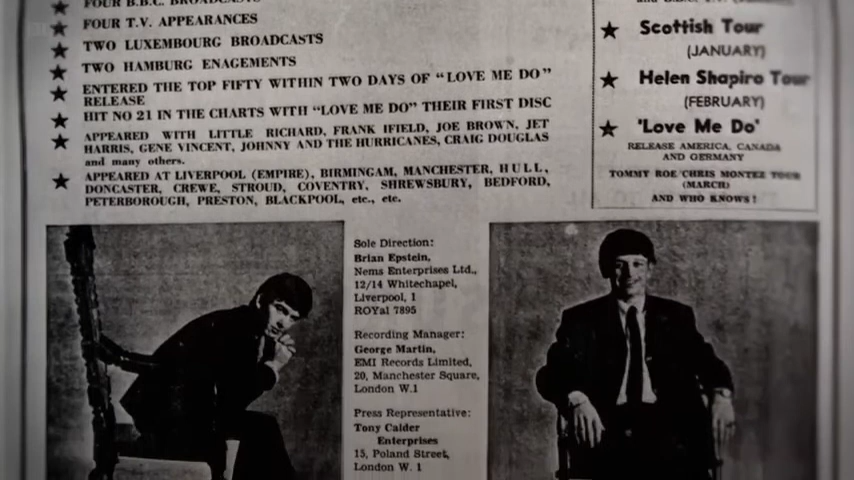 FOUR B.B.C. BROADCASTS
FOUR T.V. APPEARANCES
TWO LUXEMBOURG BROADCASTS
TWO HAMBURG ENAGEMENTS
ENTERED THE TOP FIFTY WITHIN TWO DAYS OF "LOVE ME DO"
RELEASE
HIT NO 21 IN THE CHARTS WITH "LOVE ME DO" THEIR FIRST DISC
APPEARED WITH LITTLE RICHARD, FRANK IFIELD, JOE BROWN, JET
HARRIS, GENE VINCENT, JOHNNY AND THE HURRICANES, CRAIG DOUGLAS
and many others.
APPEARED AT LIVERPOOL (EMPIRE), BIRMINGAM, MANCHESTER, HULL,
DONCASTER, CREWE, STROUD, COVENTRY, SHREWSBURY, BEDFORD,
PETERBOROUGH, PRESTON, BLACKPOOL, etc., etc.
Scottish Tour
(JANUARY)
Helen Shapiro Tour
(FEBRUARY)
'Love Me Do'
RELEASE AMERICA, CANADA
AND GERMANY
TOMMY ROE/CHRIS MONTEZ TOUR
(MARCH)
AND WHO KNOWS!
Sole Direction:
Brian Epstein,
Nems Enterprises Ltd.,
12/14 Whitechapel,
Liverpool, 1
ROYal 7895
Recording Manager:
George Martin,
EMI Records Limited,
20, Manchester Square,
London W.1
Press Representative:
Tony Calder
Enterprises
15, Poland Street,
London W. 1